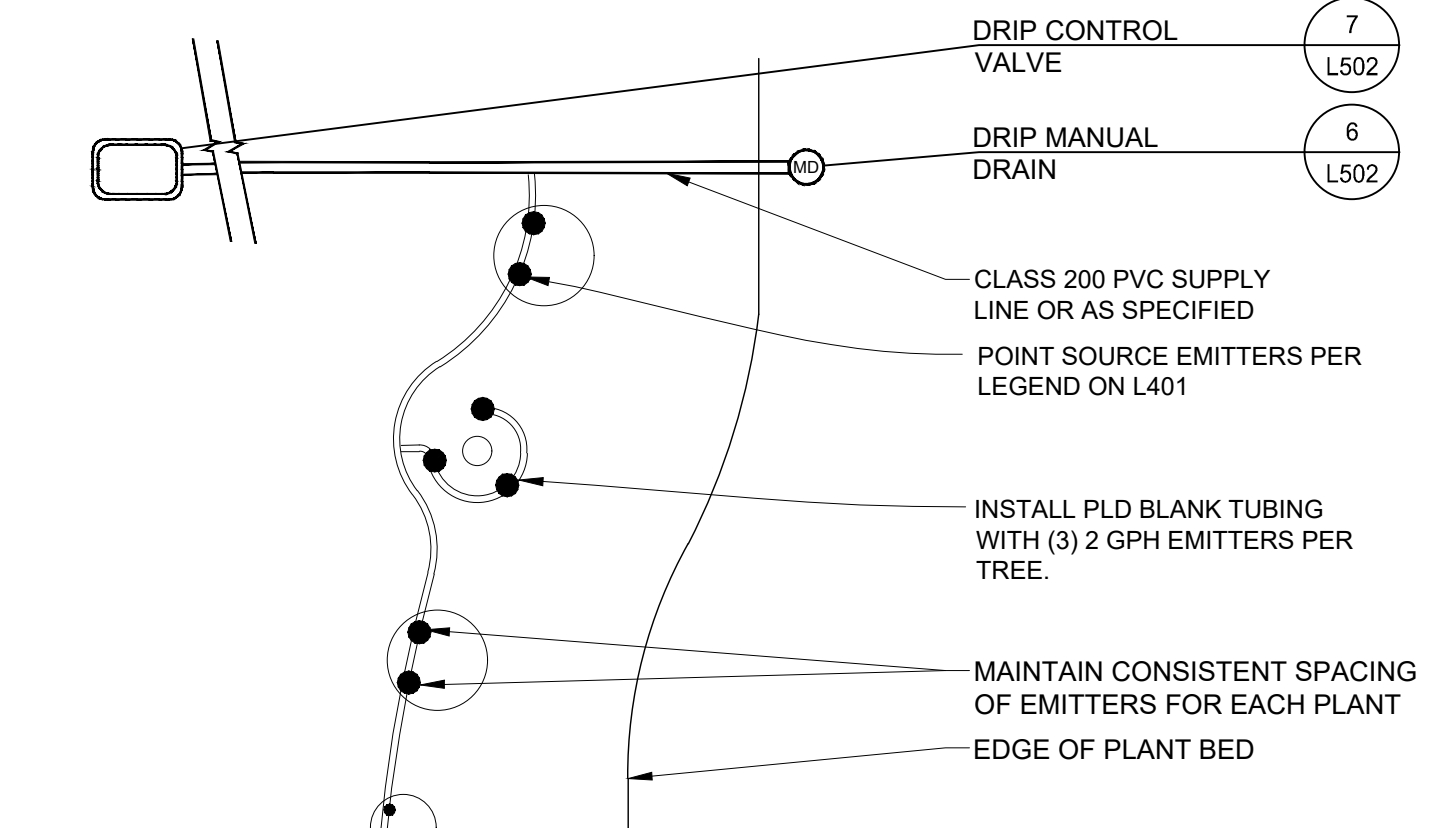 DRIP CONTROL
VALVE
7
L502
DRIP MANUAL
DRAIN
6
L502
MD
CLASS 200 PVC SUPPLY
LINE OR AS SPECIFIED
POINT SOURCE EMITTERS PER
LEGEND ON L401
INSTALL PLD BLANK TUBING
WITH (3) 2 GPH EMITTERS PER
TREE.
MAINTAIN CONSISTENT SPACING
OF EMITTERS FOR EACH PLANT
EDGE OF PLANT BED